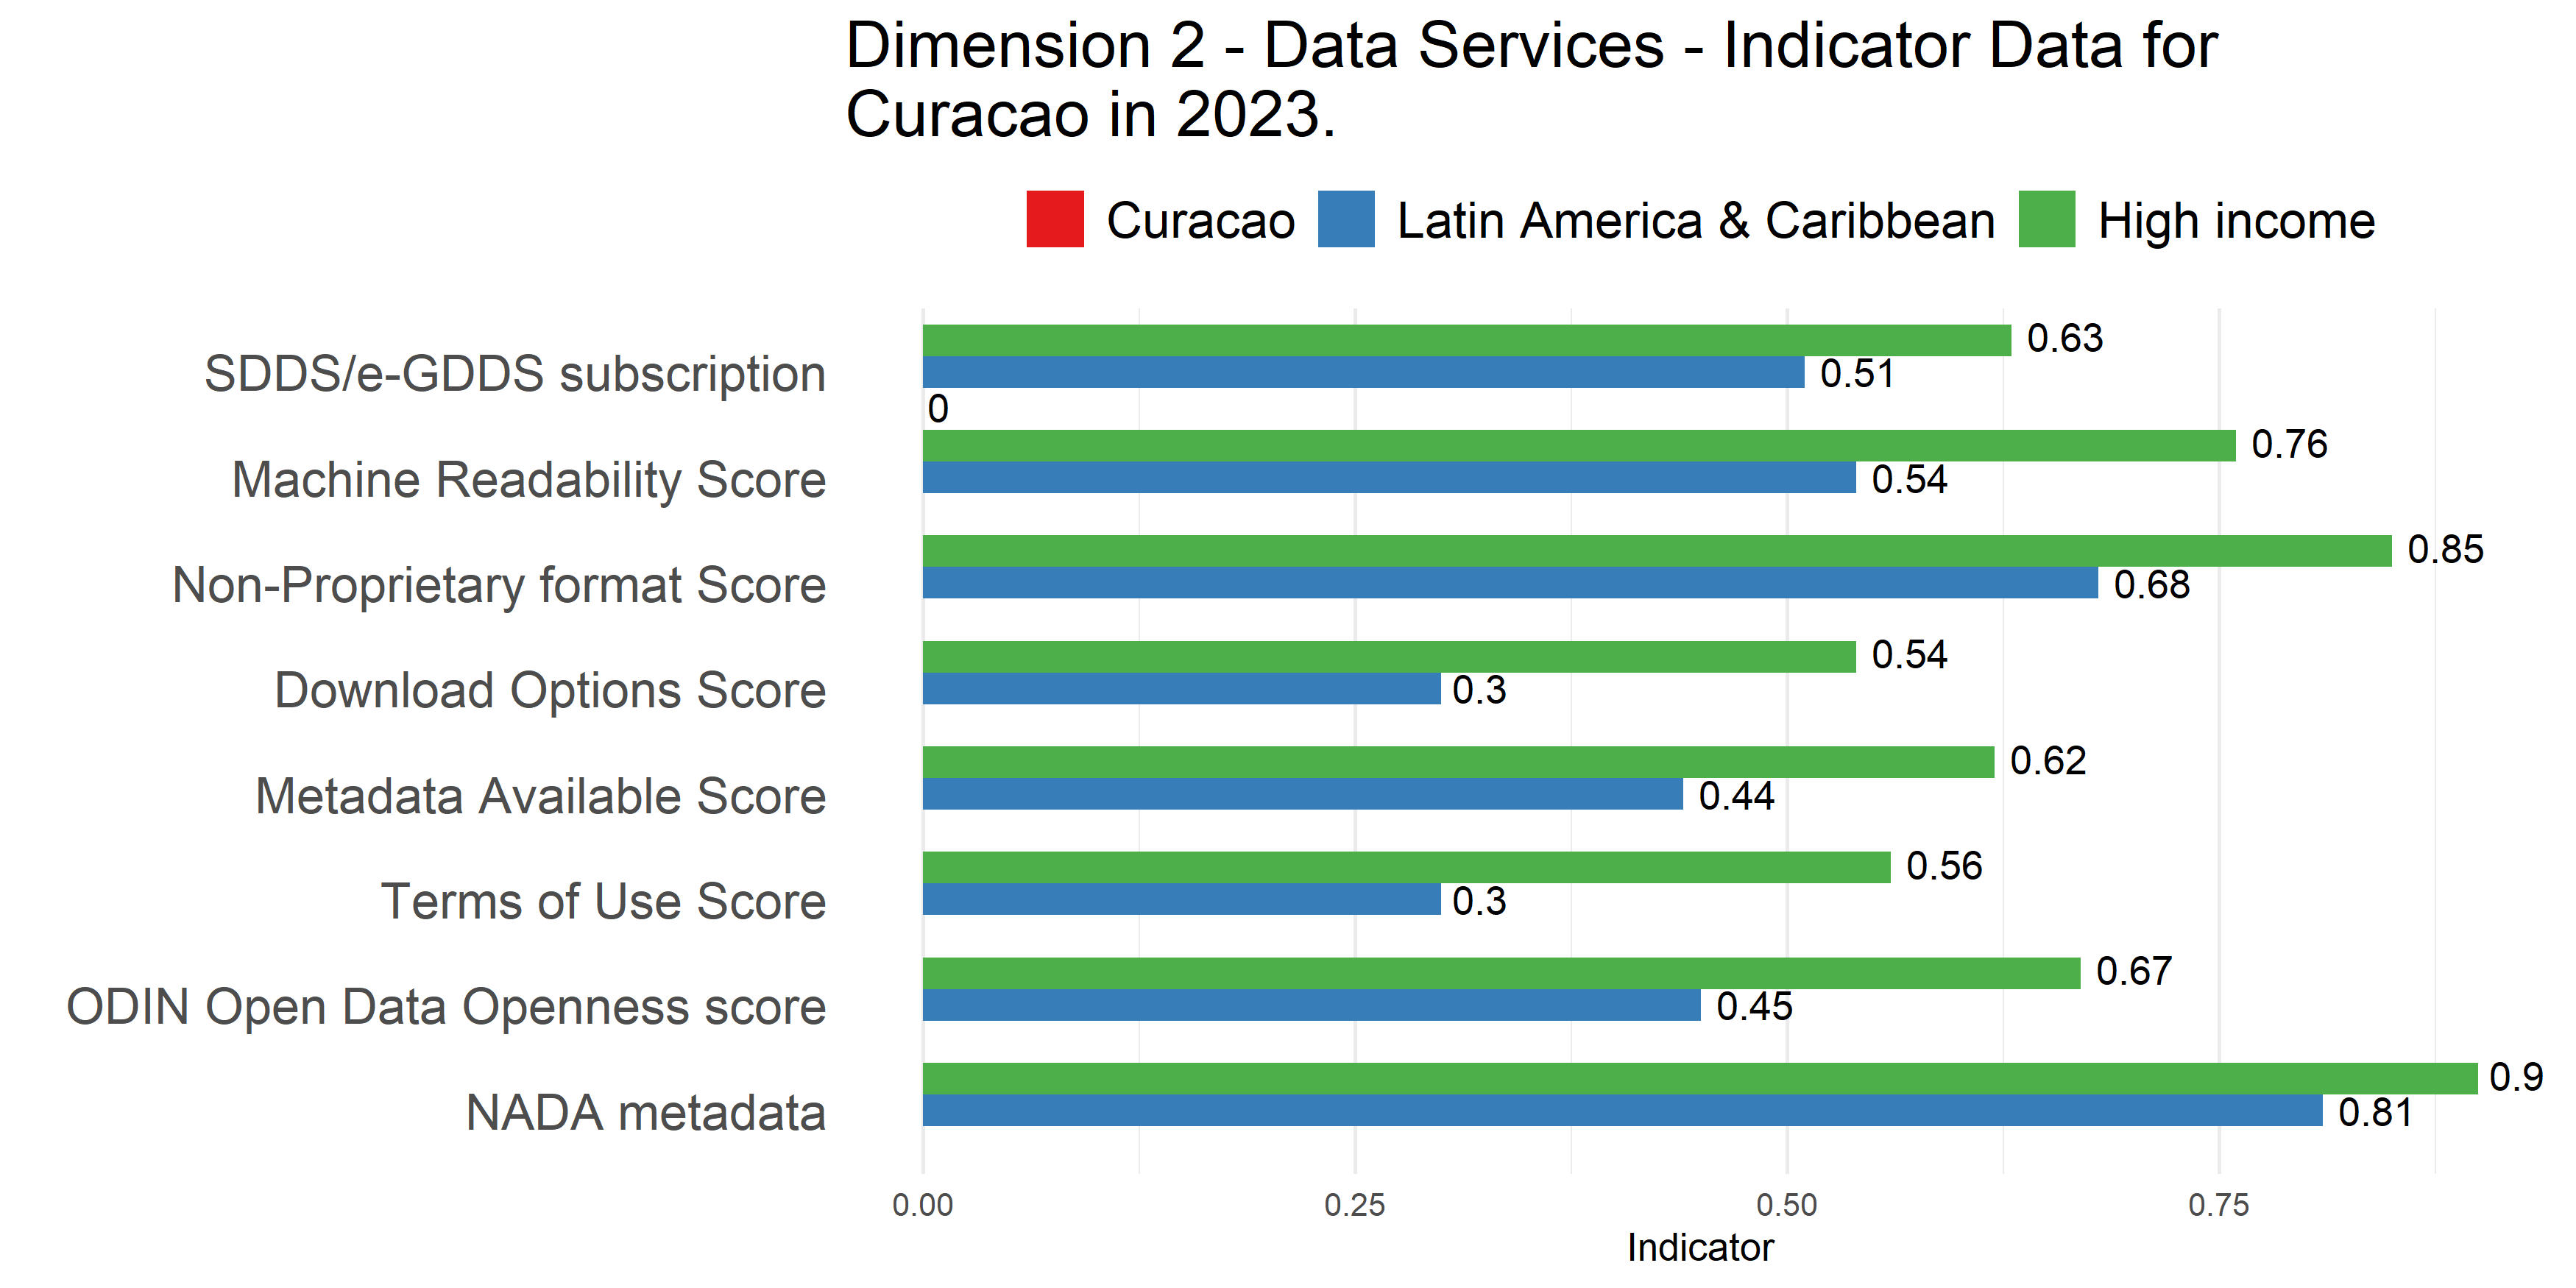 Dimension 2 - Data Services - Indicator Data for
Curacao in 2023.
Curacao Latin America & Caribbean High income
SDDS/e-GDDS subscription
0.63
0.51
0
Machine Readability Score
0.76
0.54
Non-Proprietary format Score
0.85
0.68
Download Options Score
0.54
0.3
Metadata Available Score
0.62
0.44
Terms of Use Score
0.56
0.3
ODIN Open Data Openness score
0.67
0.45
NADA metadata
0.9
0.81
0.00 0.25 0.50 0.75
Indicator